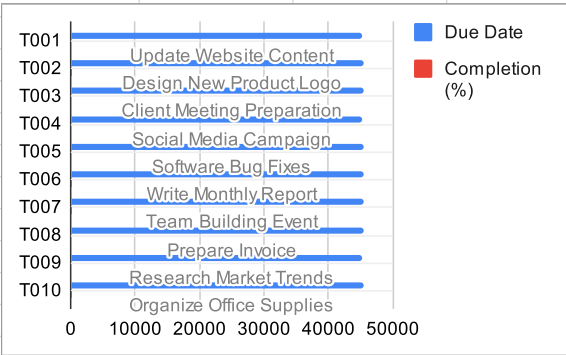 T001
Update Website Content
T002
Design New Product Logo
T003
Client Meeting Preparation
T004
Social Media Campaign
T005
Software Bug Fixes
T006
Write Monthly Report
T007
Team Building Event
T008
Prepare Invoice
T009
Research Market Trends
T010
Organize Office Supplies
0 10000 20000 30000 40000 50000
Due Date
Completion
(%)